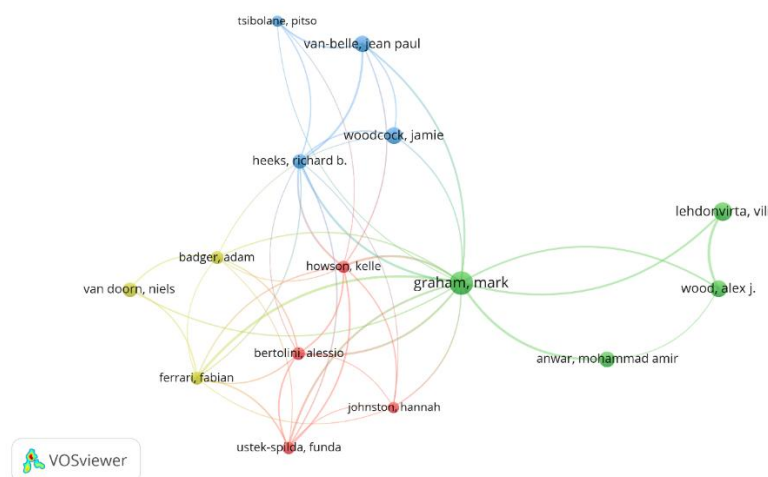 tsibolane, pitso
van-belle, jean paul
woodcock, jamie
heeks, richard b.
lehdonvirta, vili
badger, adam
howson, kelle
graham, mark
van doorn, niels
wood, alex j.
bertolini, alessio
anwar, mohammad amir
ferrari, fabian
johnston, hannah
ustek-spilda, funda
VOSviewer